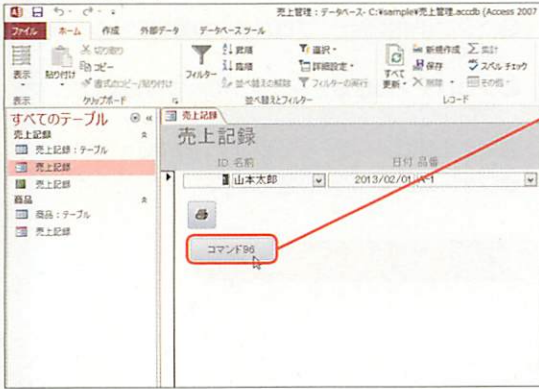 売上管理 : データベース- C:¥sample¥売上管理.accdb (Access 2007
ファイル ホーム 作成 外部データ データベース ツール
表示 貼り付け 切り取り コピー 書式のコピー/貼り付け
フィルター 昇順 降順 並べ替えの解除 選択 詳細設定 フィルターの実行
すべて更新 新規作成 保存 削除 集計 スペル チェック その他
表示 クリップボード 並べ替えとフィルター レコード
すべてのテーブル
売上記録
売上記録 : テーブル
売上記録
売上記録
商品
商品 : テーブル
商品
売上記録
売上記録
ID 名前 日付 品番
山本太郎 2013/02/01
コマンド96